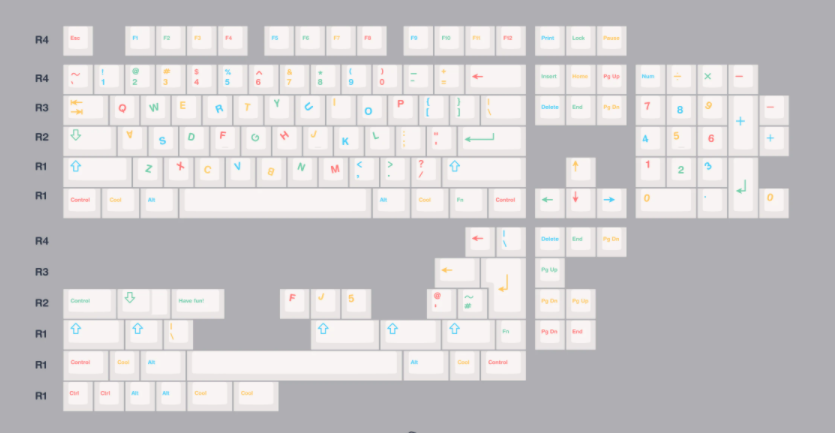 R4 Esc F1 F2 F3 F4 F5 F6 F7 F8 F9 F10 F11 F12 Print Lock Pause
R4 ~ ` ! 1 @ 2 # 3 $ 4 % 5 ^ 6 & 7 * 8 ( 9 ) 0 _ - + = ← Insert Home Pg Up Num ÷ × −
R3 Q W E R T Y U I O P { [ } ] | \ Delete End Pg Dn 7 8 9 + −
R2 A S D F G H J K L : ; " ' 4 5 6 +
R1 ⇧ Z X C V B N M < , > . ? / ⇧ ↑ 1 2 3
R1 Control Cool Alt Alt Cool Fn Control ← ↓ → 0 . 0
R4 ← | \ Delete End Pg Dn
R3 ← Pg Up
R2 Control Keep fun! F J 5 @ ' ~ # Pg Dn Pg Up
R1 ⇧ ⇧ | \ ⇧ ⇧ ⇧ Fn Pg Dn End
R1 Control Cool Alt Alt Cool Control
R1 Ctrl Ctrl Alt Alt Cool Cool